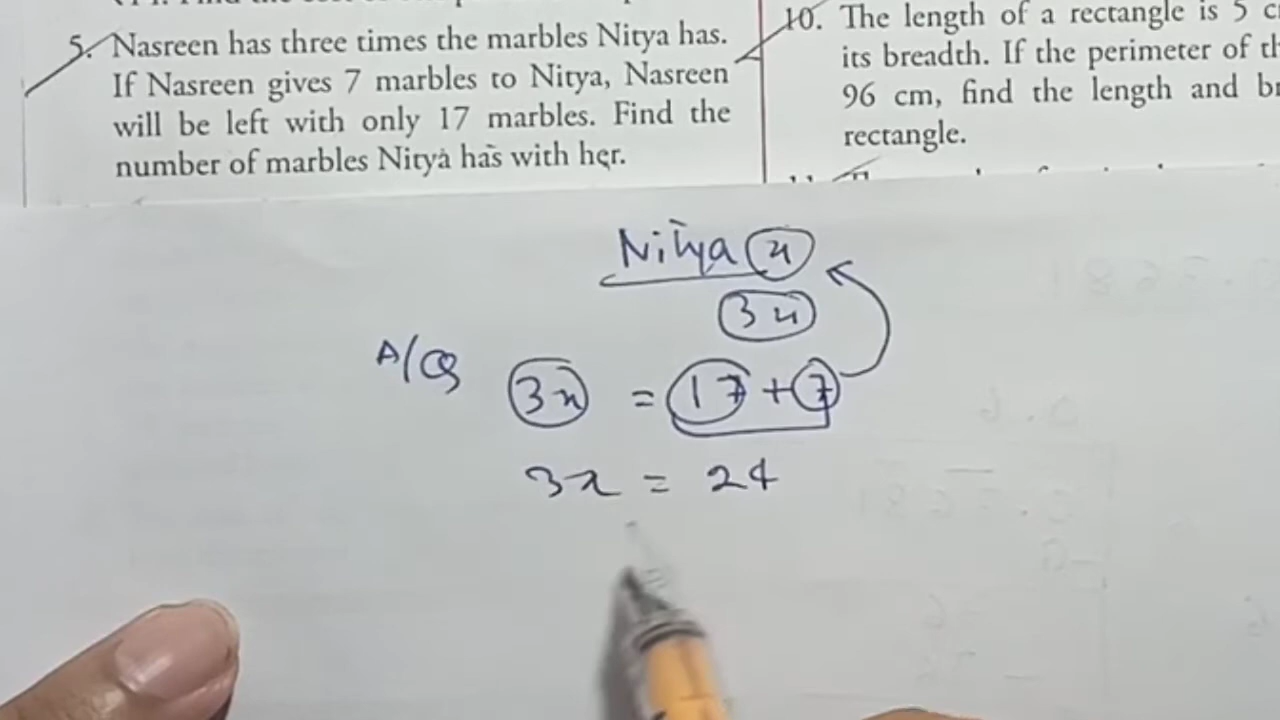 5. Nasreen has three times the marbles Nitya has.
If Nasreen gives 7 marbles to Nitya, Nasreen
will be left with only 17 marbles. Find the
number of marbles Nitya has with her.
10. The length of a rectangle is 5 c
its breadth. If the perimeter of th
96 cm, find the length and br
rectangle.
Nitya x
3x
A/Q 3x = 17 + 7
3x = 24